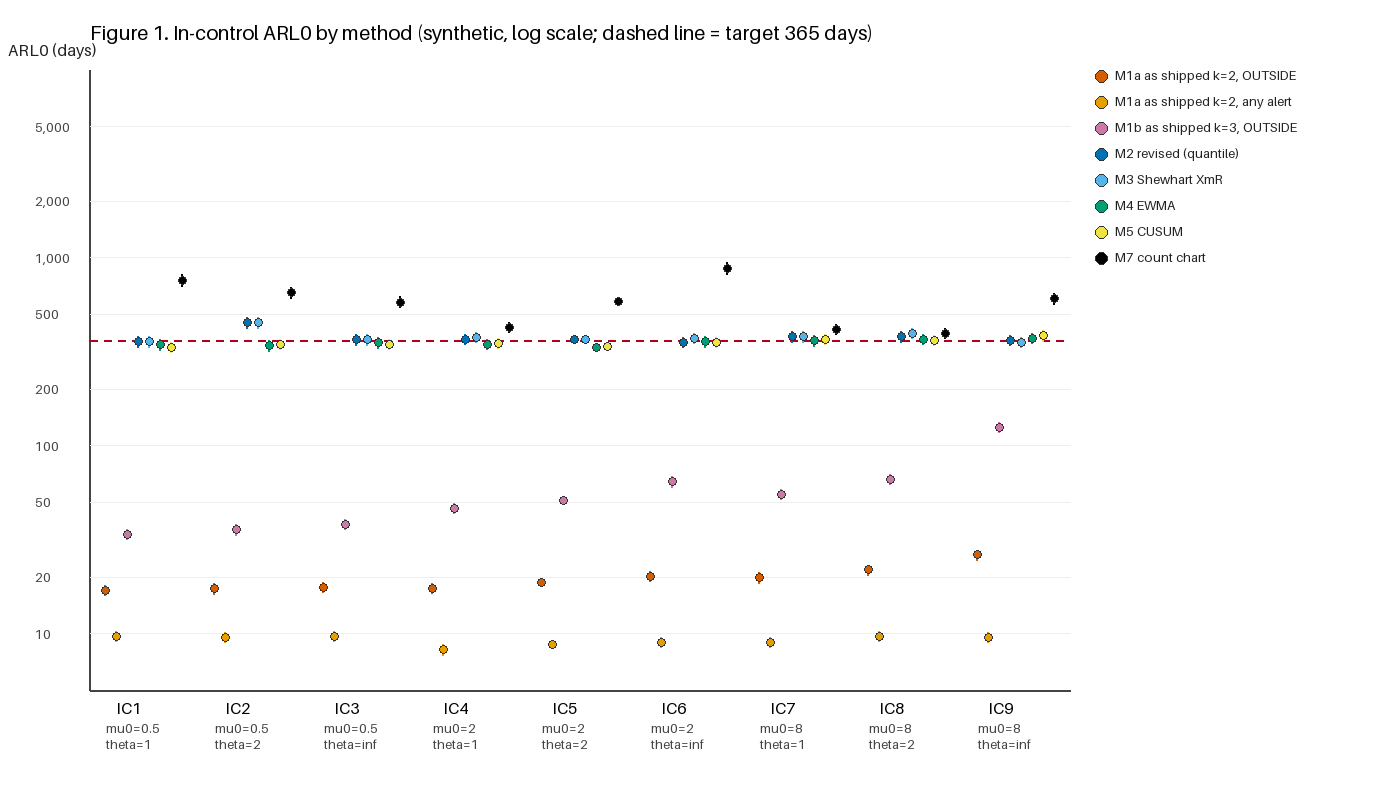 Figure 1. In-control ARL0 by method (synthetic, log scale; dashed line = target 365 days)
ARL0 (days)
5,000
2,000
1,000
500
200
100
50
20
10
IC1
mu0=0.5
theta=1
IC2
mu0=0.5
theta=2
IC3
mu0=0.5
theta=inf
IC4
mu0=2
theta=1
IC5
mu0=2
theta=2
IC6
mu0=2
theta=inf
IC7
mu0=8
theta=1
IC8
mu0=8
theta=2
IC9
mu0=8
theta=inf
M1a as shipped k=2, OUTSIDE
M1a as shipped k=2, any alert
M1b as shipped k=3, OUTSIDE
M2 revised (quantile)
M3 Shewhart XmR
M4 EWMA
M5 CUSUM
M7 count chart